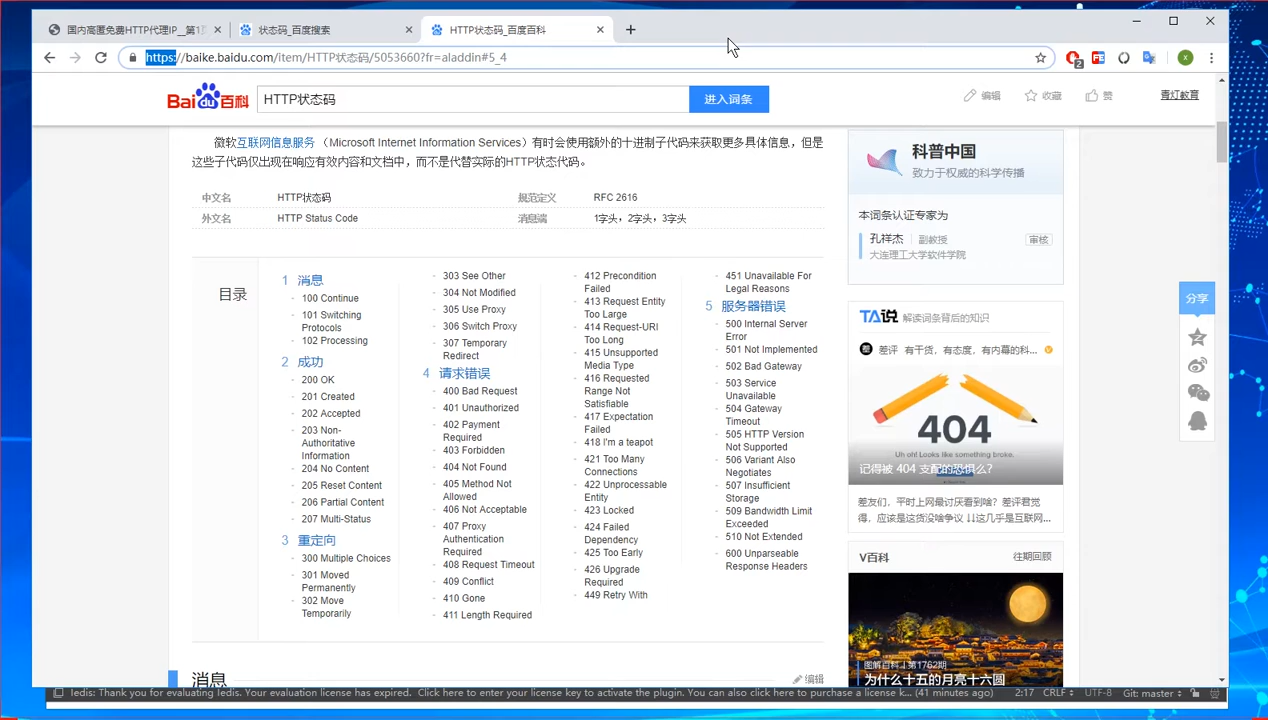 国内高匿免费HTTP代理IP__第1页
状态码_百度搜索
HTTP状态码_百度百科
https://baike.baidu.com/item/HTTP状态码/5053660?fr=aladdin#5_4
2
x
Bai du 百科
HTTP状态码
进入词条
编辑
收藏
赞
青灯教育
微软互联网信息服务 （Microsoft Internet Information Services）有时会使用额外的十进制子代码来获取更多具体信息，但是
这些子代码仅出现在响应有效内容和文档中，而不是代替实际的HTTP状态代码。
中文名 HTTP状态码 规范定义 RFC 2616
外文名 HTTP Status Code 消息端 1字头，2字头，3字头
目录
1 消息
- 100 Continue
- 101 Switching
Protocols
- 102 Processing
2 成功
- 200 OK
- 201 Created
- 202 Accepted
- 203 Non-
Authoritative
Information
- 204 No Content
- 205 Reset Content
- 206 Partial Content
- 207 Multi-Status
3 重定向
- 300 Multiple Choices
- 301 Moved
Permanently
- 302 Move
Temporarily
- 303 See Other
- 304 Not Modified
- 305 Use Proxy
- 306 Switch Proxy
- 307 Temporary
Redirect
4 请求错误
- 400 Bad Request
- 401 Unauthorized
- 402 Payment
Required
- 403 Forbidden
- 404 Not Found
- 405 Method Not
Allowed
- 406 Not Acceptable
- 407 Proxy
Authentication
Required
- 408 Request Timeout
- 409 Conflict
- 410 Gone
- 411 Length Required
- 412 Precondition
Failed
- 413 Request Entity
Too Large
- 414 Request-URI
Too Long
- 415 Unsupported
Media Type
- 416 Requested
Range Not
Satisfiable
- 417 Expectation
Failed
- 418 I'm a teapot
- 421 Too Many
Connections
- 422 Unprocessable
Entity
- 423 Locked
- 424 Failed
Dependency
- 425 Too Early
- 426 Upgrade
Required
- 449 Retry With
- 451 Unavailable For
Legal Reasons
5 服务器错误
- 500 Internal Server
Error
- 501 Not Implemented
- 502 Bad Gateway
- 503 Service
Unavailable
- 504 Gateway
Timeout
- 505 HTTP Version
Not Supported
- 506 Variant Also
Negotiates
- 507 Insufficient
Storage
- 509 Bandwidth Limit
Exceeded
- 510 Not Extended
- 600 Unparseable
Response Headers
消息
编辑
科普中国
致力于权威的科学传播
本词条认证专家为
孔祥杰 副教授 审核
大连理工大学软件学院
TA说 解读词条背后的知识
差评 有干货，有态度，有内幕的科...
404
Uh oh! Looks like something broke.
记得被 404 支配的恐惧么？
差友们，平时上网最讨厌看到啥？差评君觉
得，应该是这货没啥争议 ↓↓这几乎是互联网...
V百科 往期回顾
图解百科 | 第1762期
为什么十五的月亮十六圆
分享
Iedis: Thank you for evaluating Iedis. Your evaluation license has expired. Click here to enter your license key to activate the plugin. You can also click here to purchase a license k... (41 minutes ago)
2:17 CRLF UTF-8 Git: master